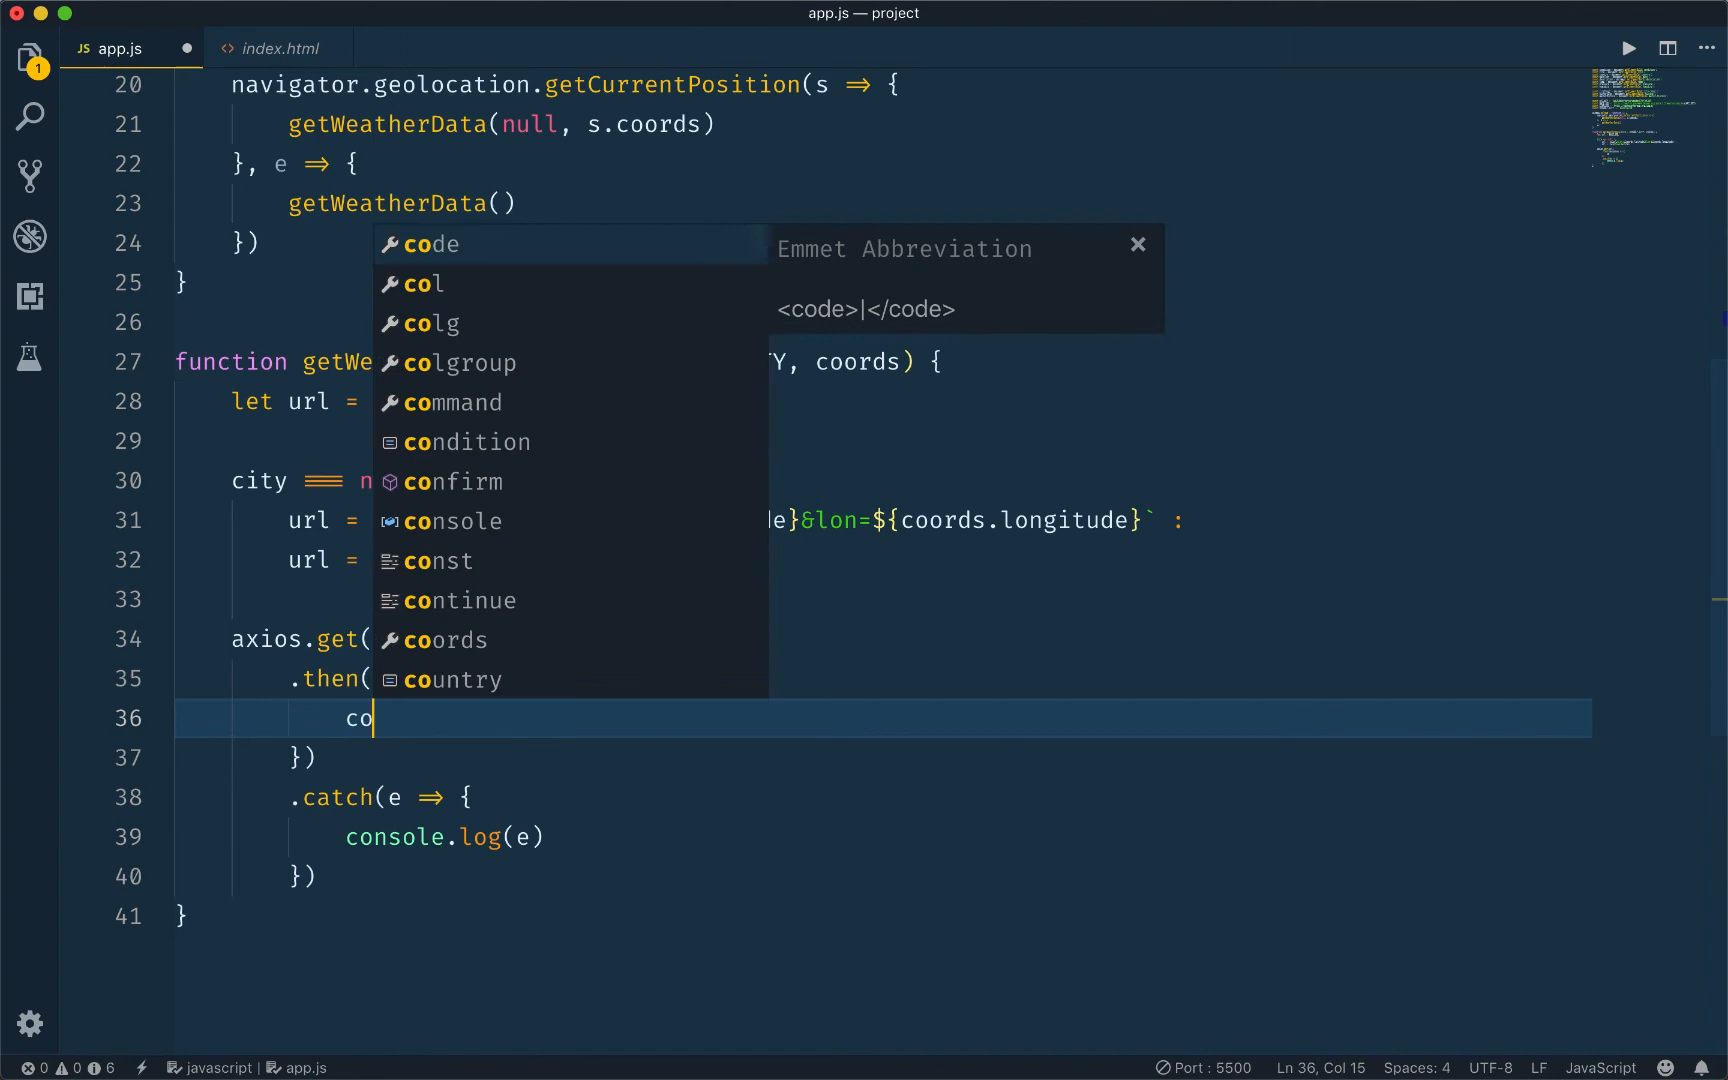 app.js — project
JS app.js
<> index.html
1
20 navigator.geolocation.getCurrentPosition(s => {
21 getWeatherData(null, s.coords)
22 }, e => {
23 getWeatherData()
24 })
25 }
26
27 function getWe Y, coords) {
28 let url =
29
30 city === n
31 url = e}&lon=${coords.longitude}` :
32 url =
33
34 axios.get(
35 .then(
36 co
37 })
38 .catch(e => {
39 console.log(e)
40 })
41 }
code
col
colg
colgroup
command
condition
confirm
console
const
continue
coords
country
Emmet Abbreviation
<code>|</code>
0 0 6 javascript | app.js
Port : 5500 Ln 36, Col 15 Spaces: 4 UTF-8 LF JavaScript